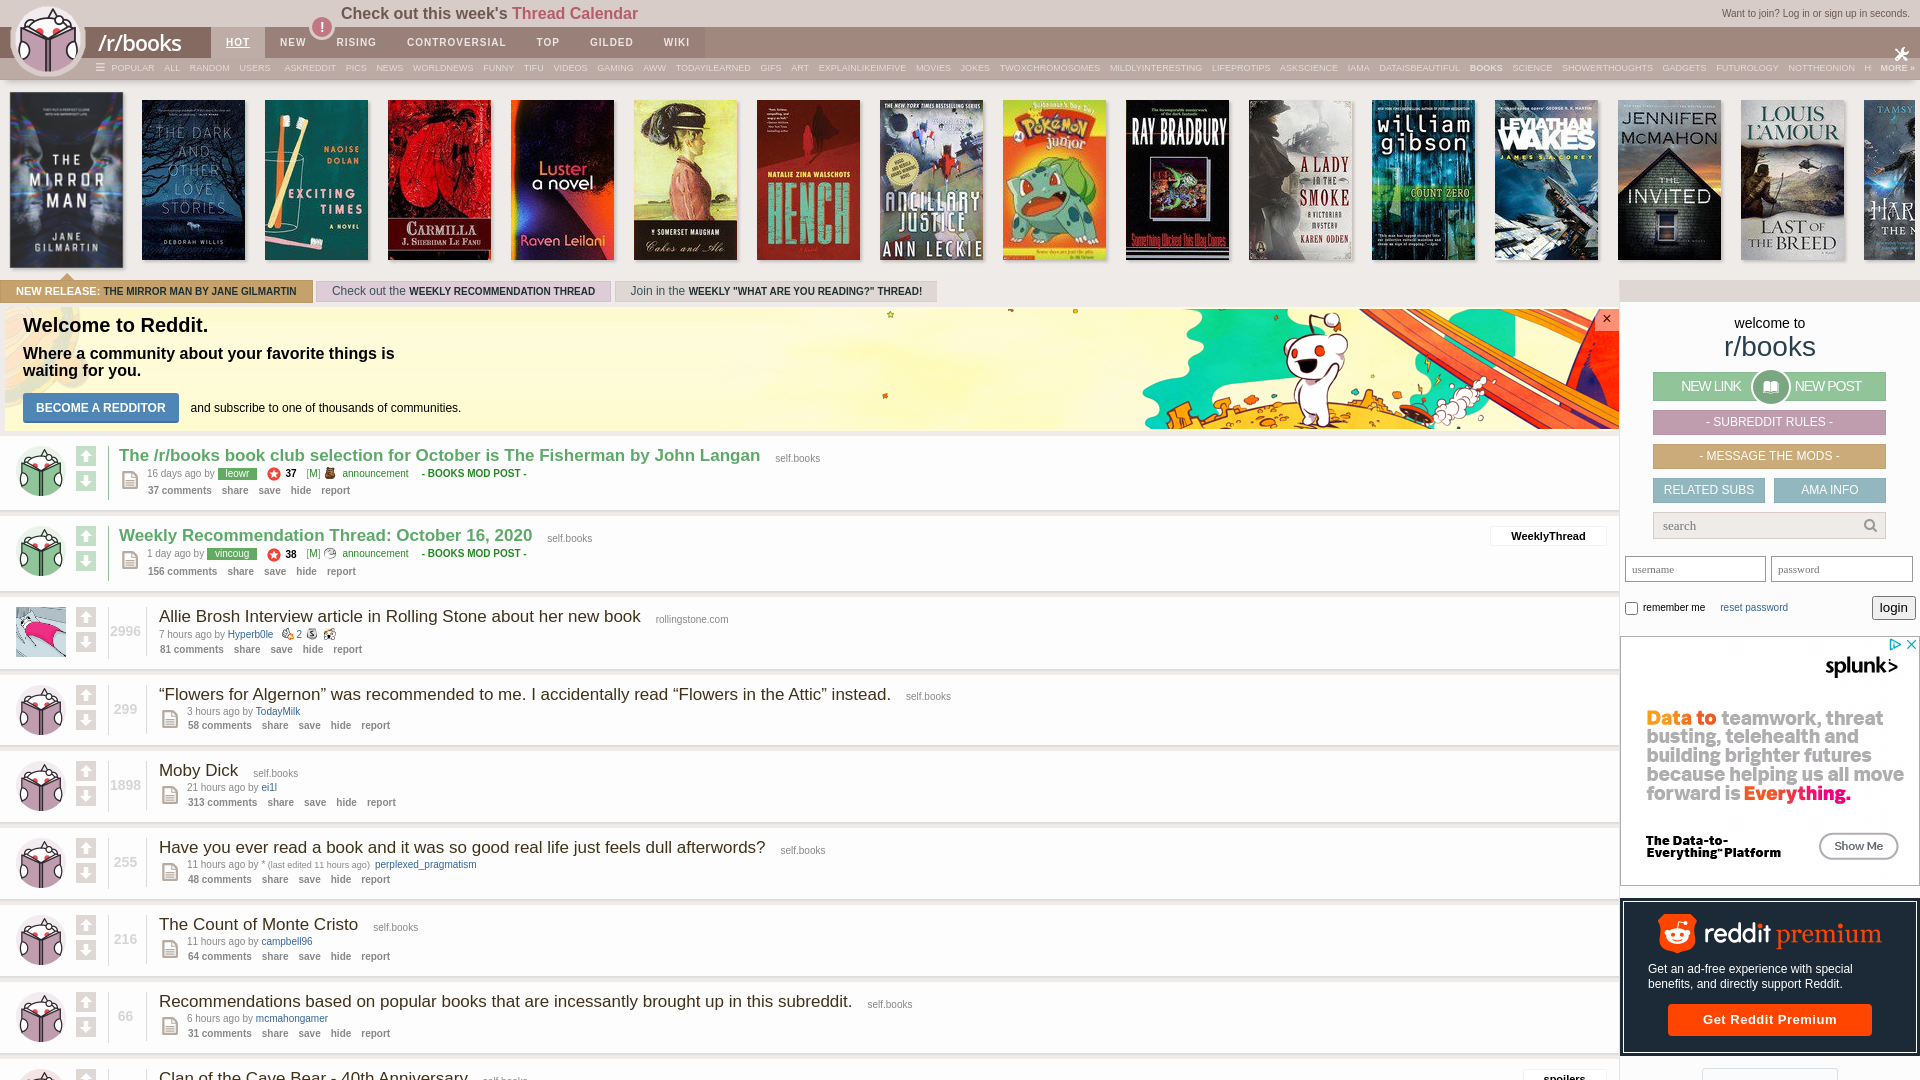 Check out this week's Thread Calendar
Want to join? Log in or sign up in seconds.
/r/books
HOT NEW RISING CONTROVERSIAL TOP GILDED WIKI
POPULAR ALL RANDOM USERS ASKREDDIT PICS NEWS WORLDNEWS FUNNY TIFU VIDEOS GAMING AWW TODAYILEARNED GIFS ART EXPLAINLIKEIMFIVE MOVIES JOKES TWOXCHROMOSOMES MILDLYINTERESTING LIFEPROTIPS ASKSCIENCE IAMA DATAISBEAUTIFUL BOOKS SCIENCE SHOWERTHOUGHTS GADGETS FUTUROLOGY NOTTHEONION H MORE »
THE MIRROR MAN
JANE GILMARTIN
THE DARK AND OTHER LOVE STORIES
DEBORAH WILLIS
NAOISE DOLAN
EXCITING TIMES
A NOVEL
CARMILLA
J. SHERIDAN LE FANU
Luster
a novel
Raven Leilani
W SOMERSET MAUGHAM
Cakes and Ale
NATALIE ZINA WALSCHOTS
HENCH
THE NEW YORK TIMES BESTSELLING SERIES
ANCILLARY JUSTICE
ANN LECKIE
Pokémon
Junior
RAY BRADBURY
Something Wicked This Way Comes
A LADY IN THE SMOKE
A VICTORIAN MYSTERY
KAREN ODDEN
william gibson
COUNT ZERO
LEVIATHAN WAKES
JAMES S.A. COREY
JENNIFER McMAHON
THE INVITED
LOUIS L'AMOUR
LAST OF THE BREED
TAMSY
HAR
THE N
NEW RELEASE: THE MIRROR MAN BY JANE GILMARTIN
Check out the WEEKLY RECOMMENDATION THREAD
Join in the WEEKLY "WHAT ARE YOU READING?" THREAD!
Welcome to Reddit.
Where a community about your favorite things is
waiting for you.
BECOME A REDDITOR and subscribe to one of thousands of communities.
×
The /r/books book club selection for October is The Fisherman by John Langan self.books
16 days ago by leowr 37 [M] announcement - BOOKS MOD POST -
37 comments share save hide report
Weekly Recommendation Thread: October 16, 2020 self.books
WeeklyThread
1 day ago by vincoug 38 [M] announcement - BOOKS MOD POST -
156 comments share save hide report
2996
Allie Brosh Interview article in Rolling Stone about her new book rollingstone.com
7 hours ago by Hyperb0le 2
81 comments share save hide report
299
“Flowers for Algernon” was recommended to me. I accidentally read “Flowers in the Attic” instead. self.books
3 hours ago by TodayMilk
58 comments share save hide report
1898
Moby Dick self.books
21 hours ago by ei1l
313 comments share save hide report
255
Have you ever read a book and it was so good real life just feels dull afterwords? self.books
11 hours ago by * (last edited 11 hours ago) perplexed_pragmatism
48 comments share save hide report
216
The Count of Monte Cristo self.books
11 hours ago by campbell96
64 comments share save hide report
66
Recommendations based on popular books that are incessantly brought up in this subreddit. self.books
6 hours ago by mcmahongamer
31 comments share save hide report
Clan of the Cave Bear - 40th Anniversary self.books
spoilers
welcome to
r/books
NEW LINK NEW POST
- SUBREDDIT RULES -
- MESSAGE THE MODS -
RELATED SUBS AMA INFO
search
username password
remember me reset password login
splunk>
Data to teamwork, threat
busting, telehealth and
building brighter futures
because helping us all move
forward is Everything.
The Data-to-
Everything™ Platform
Show Me
reddit premium
Get an ad-free experience with special
benefits, and directly support Reddit.
Get Reddit Premium